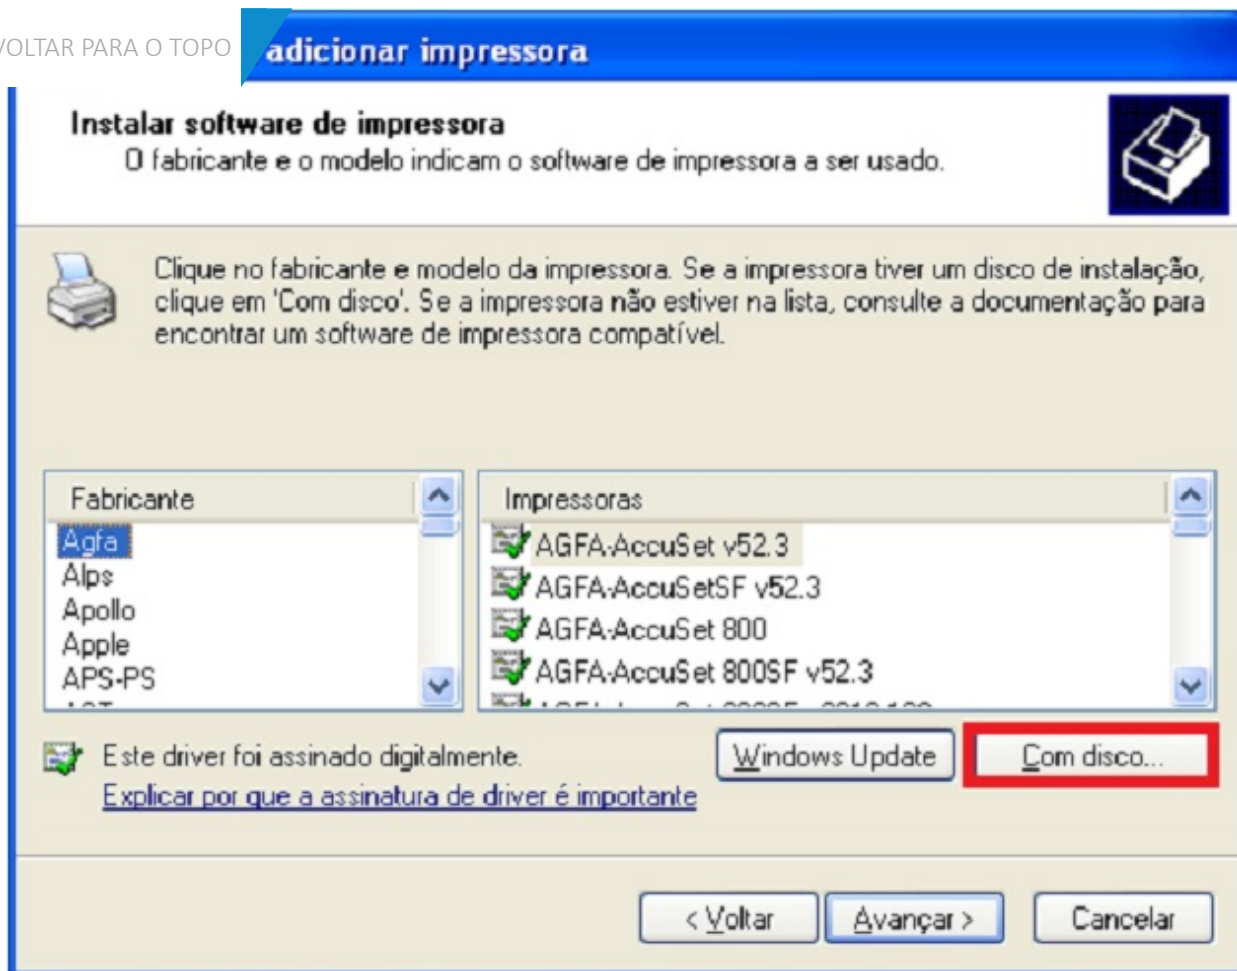 VOLTAR PARA O TOPO
adicionar impressora
Instalar software de impressora
O fabricante e o modelo indicam o software de impressora a ser usado.
Clique no fabricante e modelo da impressora. Se a impressora tiver um disco de instalação,
clique em 'Com disco'. Se a impressora não estiver na lista, consulte a documentação para
encontrar um software de impressora compatível.
Fabricante
Agfa
Alps
Apollo
Apple
APS-PS
Impressoras
AGFA-AccuSet v52.3
AGFA-AccuSetSF v52.3
AGFA-AccuSet 800
AGFA-AccuSet 800SF v52.3
Este driver foi assinado digitalmente.
Explicar por que a assinatura de driver é importante
Windows Update
Com disco...
< Voltar
Avançar >
Cancelar